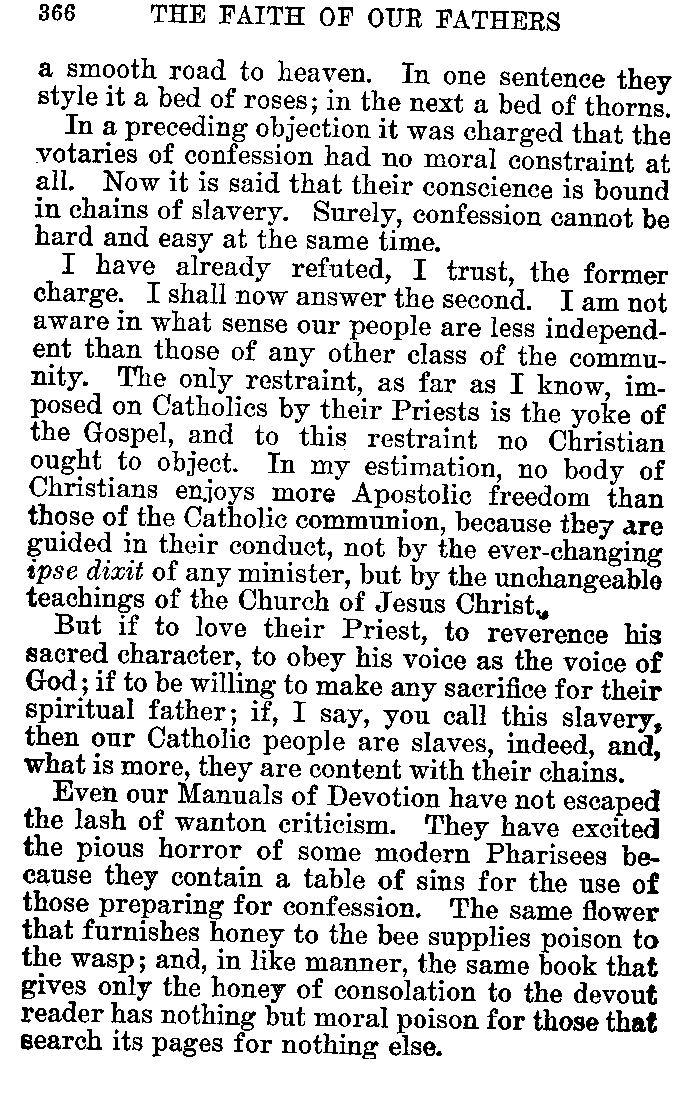 366 THE FAITH OF OUR FATHERS
a smooth road to heaven. In one sentence they
style it a bed of roses; in the next a bed of thorns.
In a preceding objection it was charged that the
votaries of confession had no moral constraint at
all. Now it is said that their conscience is bound
in chains of slavery. Surely, confession cannot be
hard and easy at the same time.
I have already refuted, I trust, the former
charge. I shall now answer the second. I am not
aware in what sense our people are less independ-
ent than those of any other class of the commu-
nity. The only restraint, as far as I know, im-
posed on Catholics by their Priests is the yoke of
the Gospel, and to this restraint no Christian
ought to object. In my estimation, no body of
Christians enjoys more Apostolic freedom than
those of the Catholic communion, because they are
guided in their conduct, not by the ever-changing
ipse dixit of any minister, but by the unchangeable
teachings of the Church of Jesus Christ.
But if to love their Priest, to reverence his
sacred character, to obey his voice as the voice of
God; if to be willing to make any sacrifice for their
spiritual father; if, I say, you call this slavery,
then our Catholic people are slaves, indeed, and,
what is more, they are content with their chains.
Even our Manuals of Devotion have not escaped
the lash of wanton criticism. They have excited
the pious horror of some modern Pharisees be-
cause they contain a table of sins for the use of
those preparing for confession. The same flower
that furnishes honey to the bee supplies poison to
the wasp; and, in like manner, the same book that
gives only the honey of consolation to the devout
reader has nothing but moral poison for those that
search its pages for nothing else.